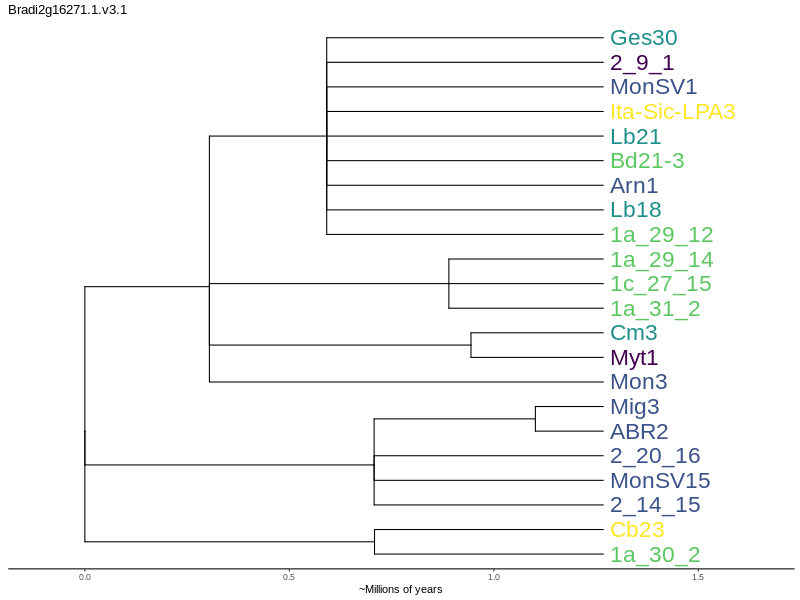 Bradi2g16271.1.v3.1
Ges30
2_9_1
MonSV1
Ita-Sic-LPA3
Lb21
Bd21-3
Arn1
Lb18
1a_29_12
1a_29_14
1c_27_15
1a_31_2
Cm3
Myt1
Mon3
Mig3
ABR2
2_20_16
MonSV15
2_14_15
Cb23
1a_30_2
0.0 0.5 1.0 1.5
~Millions of years